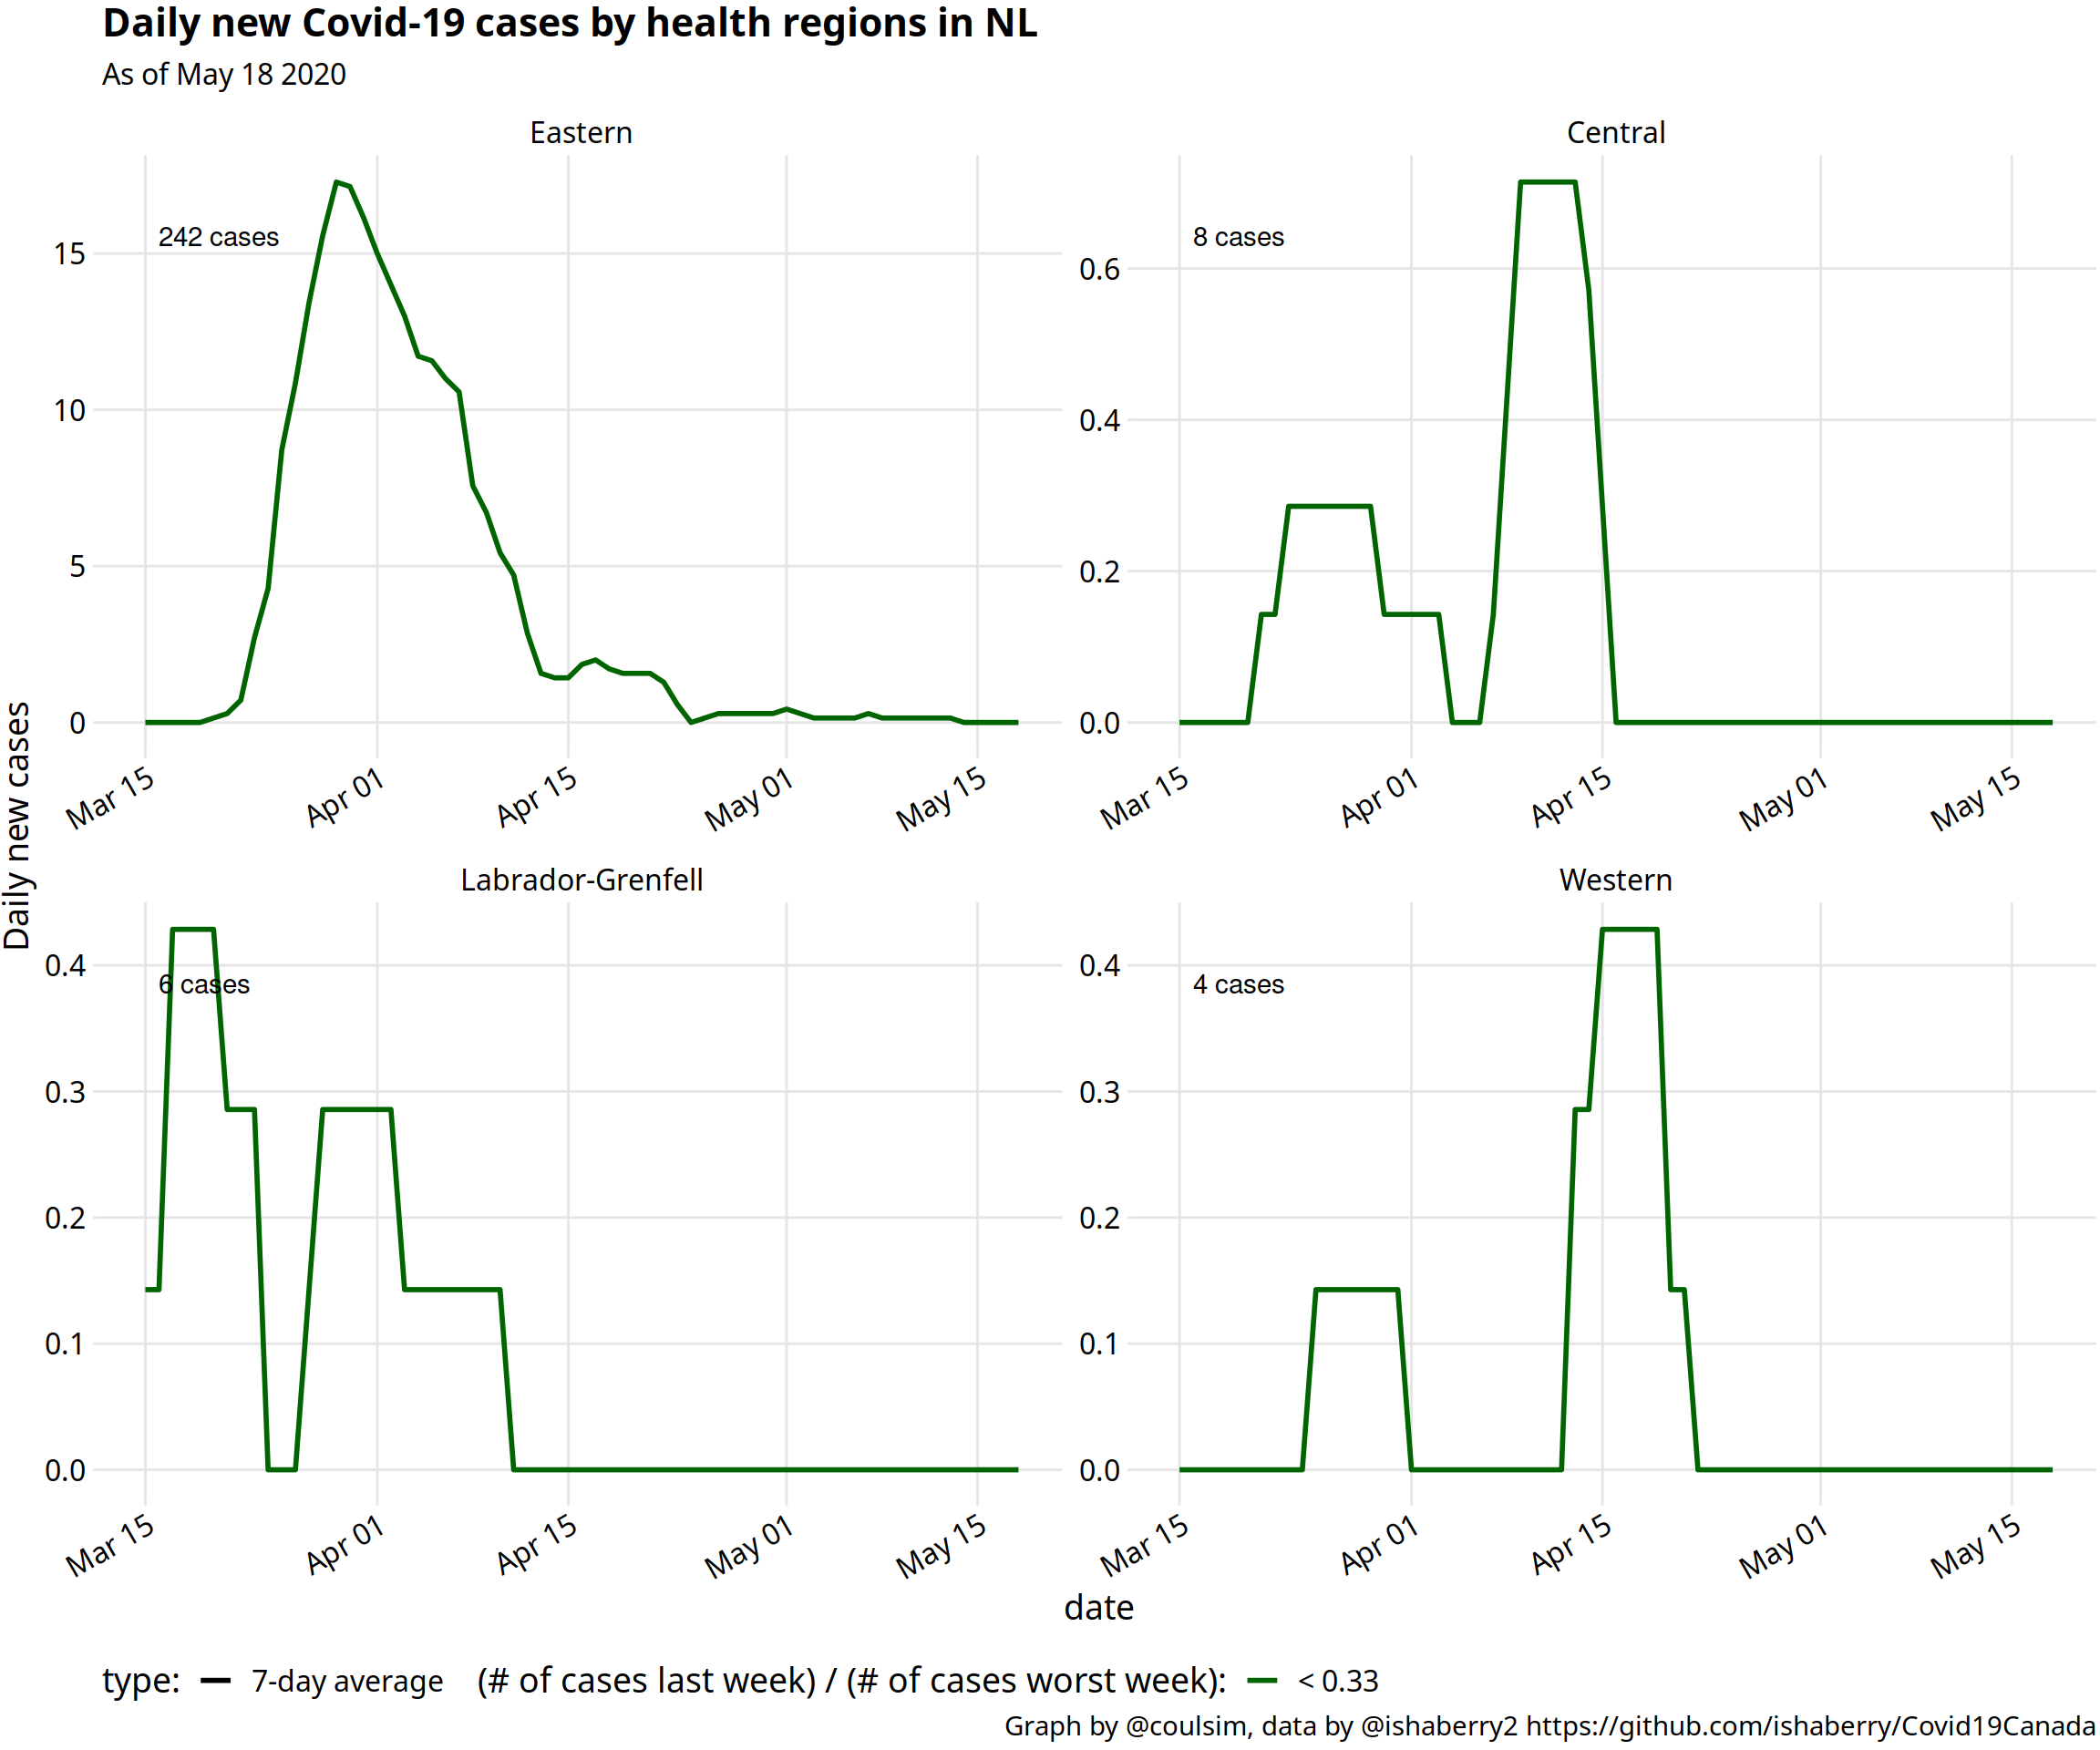 Daily new Covid-19 cases by health regions in NL
As of May 18 2020
Eastern
242 cases
15
10
5
0
Mar 15
Apr 01
Apr 15
May 01
May 15
Central
8 cases
0.6
0.4
0.2
0.0
Mar 15
Apr 01
Apr 15
May 01
May 15
Daily new cases
Labrador-Grenfell
6 cases
0.4
0.3
0.2
0.1
0.0
Mar 15
Apr 01
Apr 15
May 01
May 15
Western
4 cases
0.4
0.3
0.2
0.1
0.0
Mar 15
Apr 01
Apr 15
May 01
May 15
date
type: 7-day average (# of cases last week) / (# of cases worst week): < 0.33
Graph by @coulsim, data by @ishaberry2 https://github.com/ishaberry/Covid19Canada